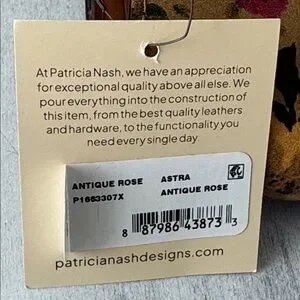 At Patricia Nash, we have an appreciation
for exceptional quality above all else. We
pour everything into the construction of
this item, from the best quality leathers
and hardware, to the functionality you
need every single day.
ANTIQUE ROSE ASTRA
P1663307X ANTIQUE ROSE
8 87986 43873 3
patricianashdesigns.com